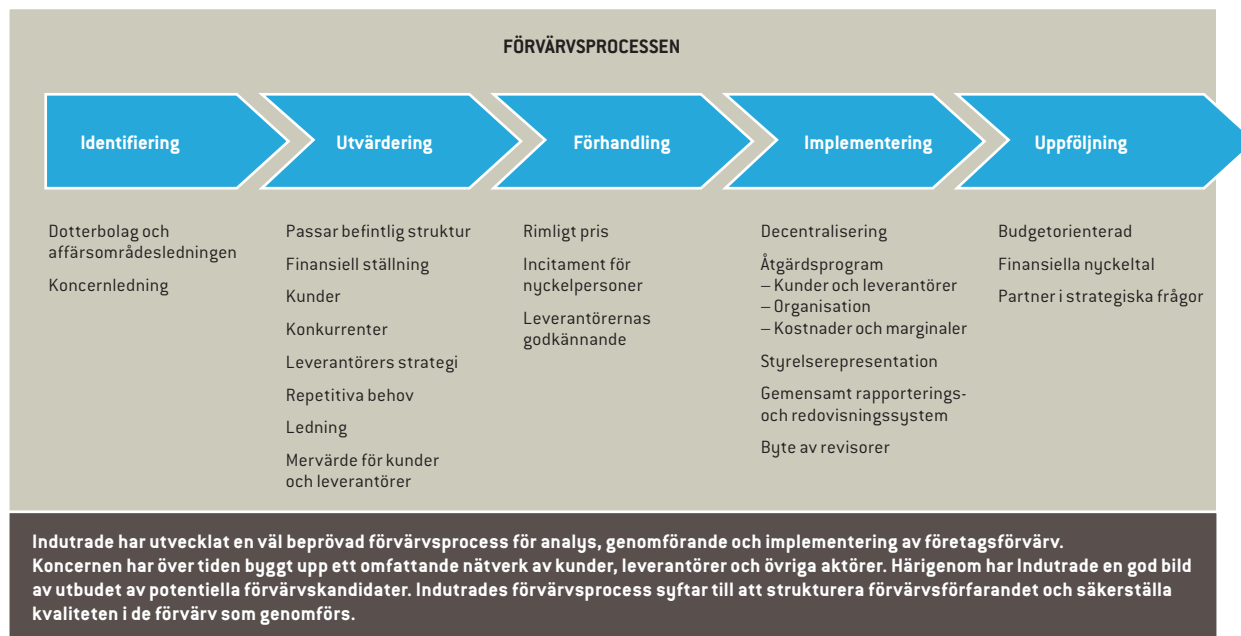 FÖRVÄRVSPROCESSEN
Identifiering
Utvärdering
Förhandling
Implementering
Uppföljning
Dotterbolag och
affärsområdesledningen
Koncernledning
Passar befintlig struktur
Finansiell ställning
Kunder
Konkurrenter
Leverantörers strategi
Repetitiva behov
Ledning
Mervärde för kunder
och leverantörer
Rimligt pris
Incitament för
nyckelpersoner
Leverantörernas
godkännande
Decentralisering
Åtgärdsprogram
– Kunder och leverantörer
– Organisation
– Kostnader och marginaler
Styrelserepresentation
Gemensamt rapporterings-
och redovisningssystem
Byte av revisorer
Budgetorienterad
Finansiella nyckeltal
Partner i strategiska frågor
Indutrade har utvecklat en väl beprövad förvärvsprocess för analys, genomförande och implementering av företagsförvärv.
Koncernen har över tiden byggt upp ett omfattande nätverk av kunder, leverantörer och övriga aktörer. Härigenom har Indutrade en god bild
av utbudet av potentiella förvärvskandidater. Indutrades förvärvsprocess syftar till att strukturera förvärvsförfarandet och säkerställa
kvaliteten i de förvärv som genomförs.